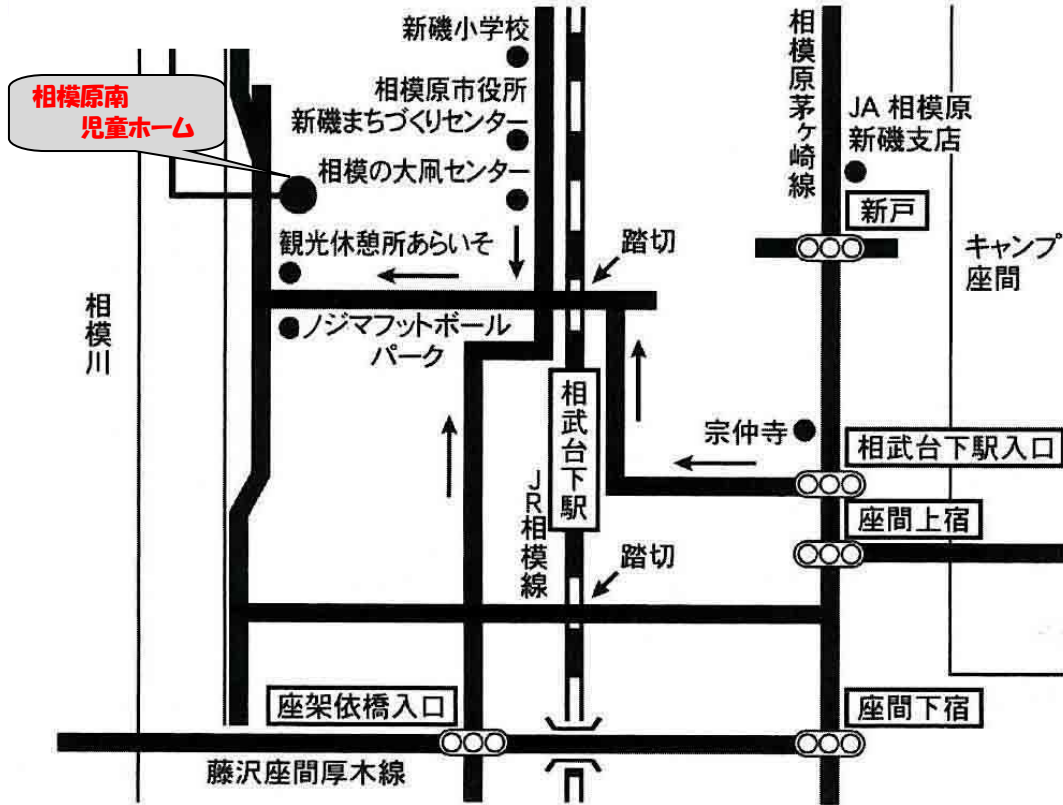 新磯小学校
相模原市役所
新磯まちづくりセンター
相模の大凧センター
相模原南
児童ホーム
観光休憩所あらいそ
ノジマフットボール
パーク
踏切
相模原茅ヶ崎線
JA 相模原
新磯支店
新戸
キャンプ
座間
相模川
相武台下駅
JR相模線
宗仲寺
相武台下駅入口
座間上宿
踏切
座架依橋入口
座間下宿
藤沢座間厚木線